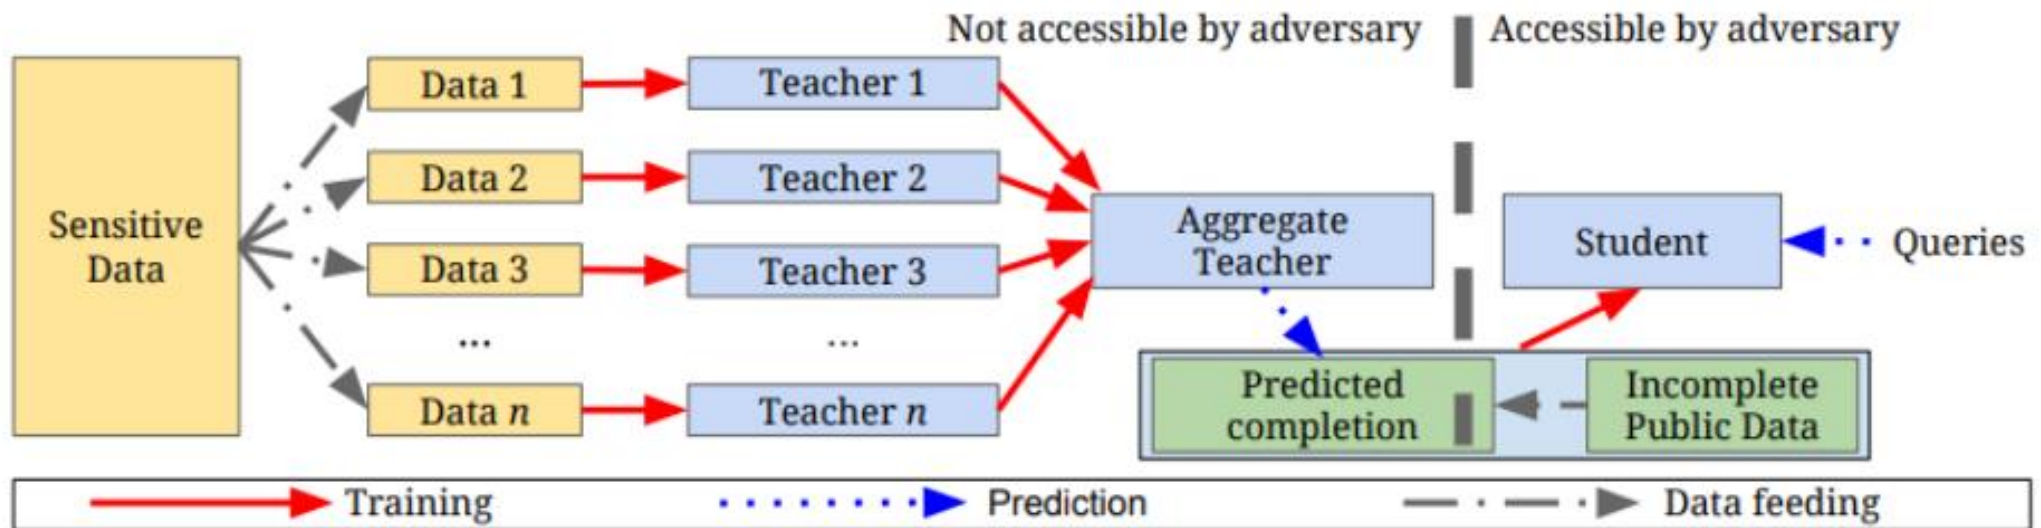 Not accessible by adversary
Accessible by adversary
Sensitive
Data
Data 1
Teacher 1
Data 2
Teacher 2
Data 3
Teacher 3
...
...
Data n
Teacher n
Aggregate
Teacher
Student
Queries
Predicted
completion
Incomplete
Public Data
Training
Prediction
Data feeding